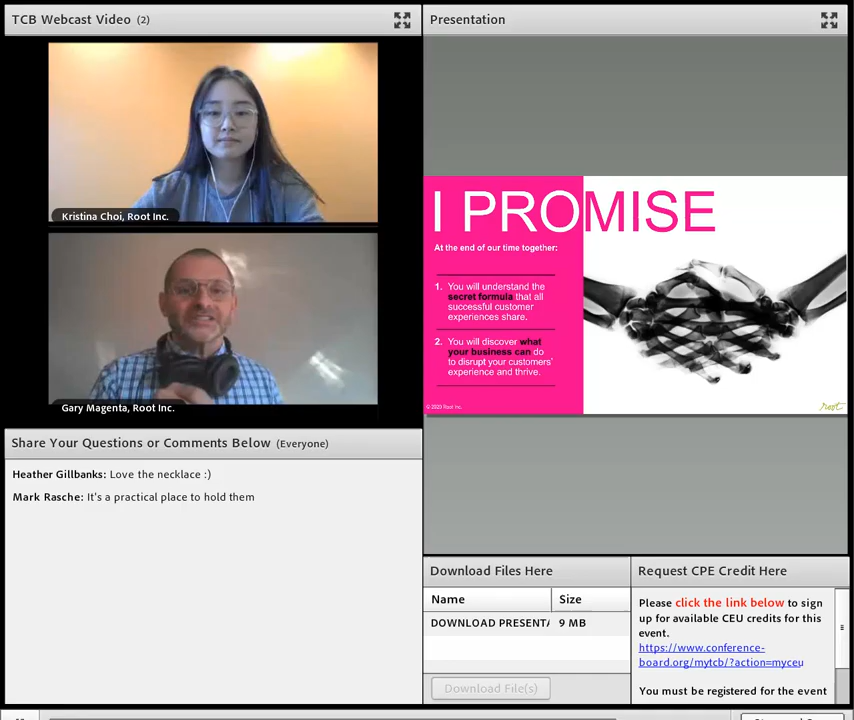 TCB Webcast Video (2)
Kristina Choi, Root Inc.
Gary Magenta, Root Inc.
Share Your Questions or Comments Below (Everyone)
Heather Gillbanks: Love the necklace :)
Mark Rasche: It's a practical place to hold them
Presentation
I PROMISE
At the end of our time together:
1. You will understand the
secret formula that all
successful customer
experiences share.
2. You will discover what
your business can do
to disrupt your customers'
experience and thrive.
© 2023 Root Inc.
root
Download Files Here
Name Size
DOWNLOAD PRESENTA 9 MB
Download File(s)
Request CPE Credit Here
Please click the link below to sign
up for available CEU credits for this
event.
https://www.conference-
board.org/mytcb/?action=myceu
You must be registered for the event